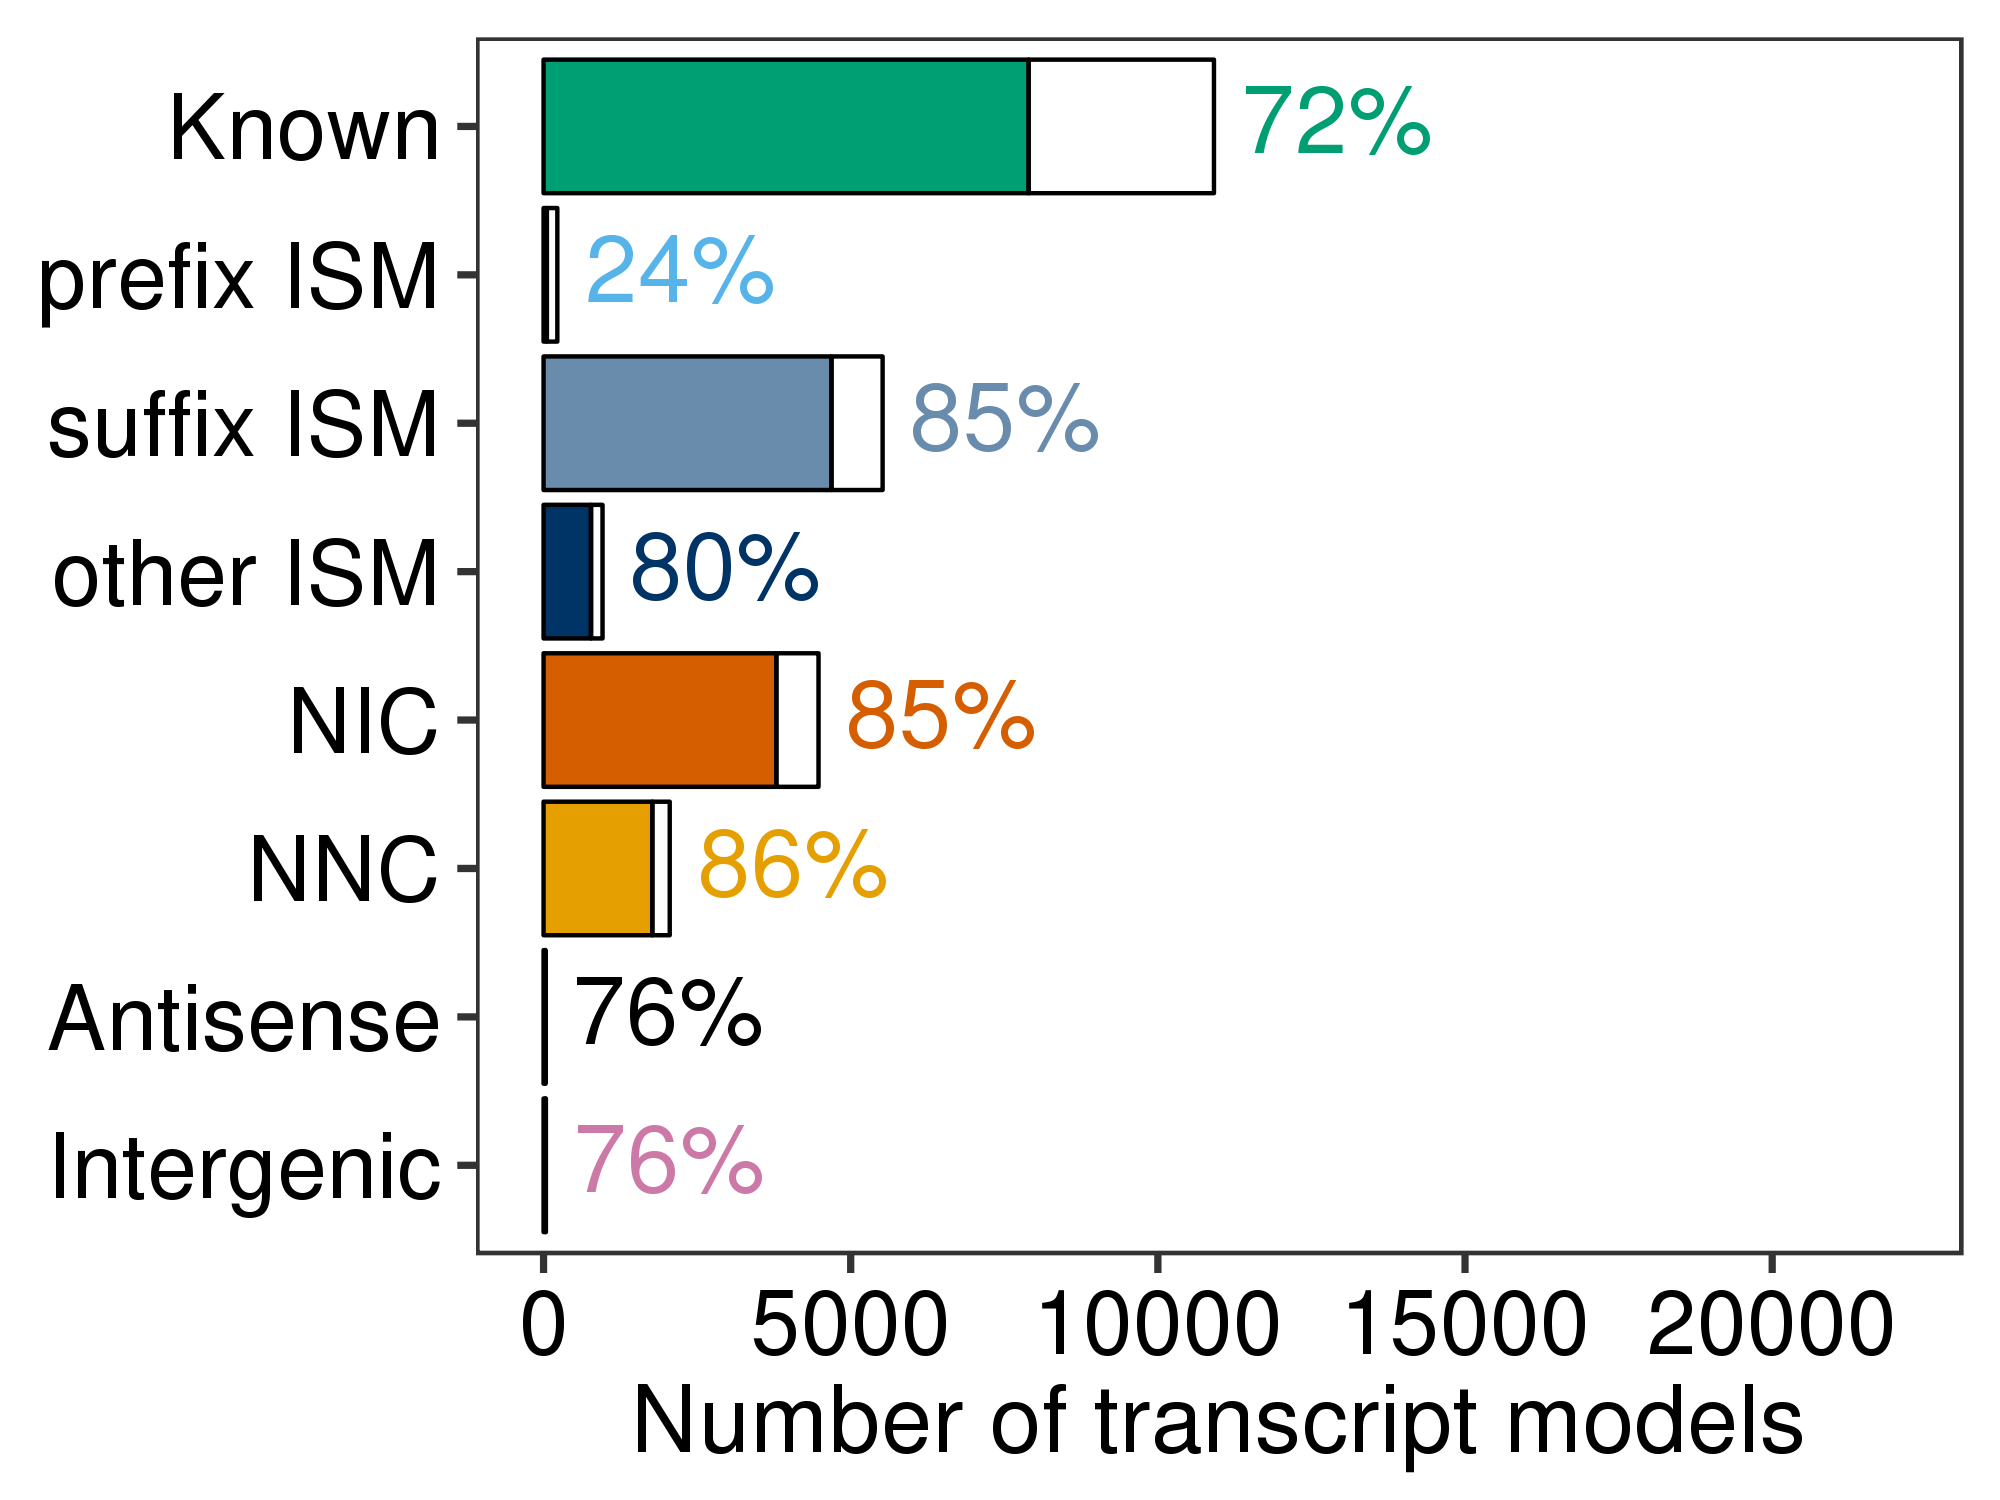 Known 72%
prefix ISM 24%
suffix ISM 85%
other ISM 80%
NIC 85%
NNC 86%
Antisense 76%
Intergenic 76%
0 5000 10000 15000 20000
Number of transcript models